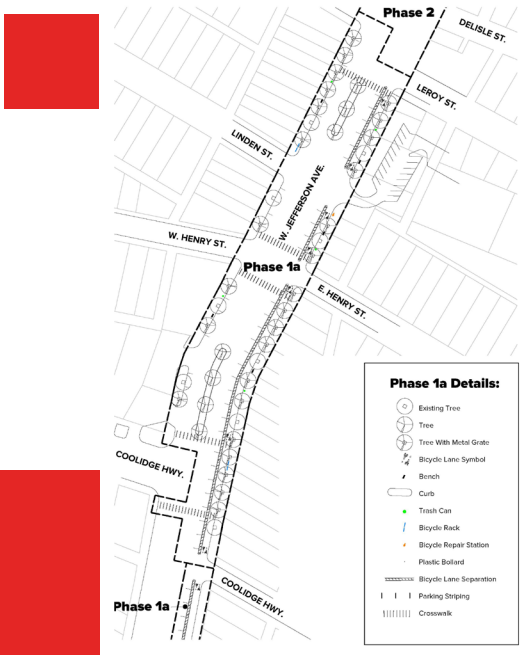 Phase 2
DELISLE ST.
LEROY ST.
LINDEN ST.
W. JEFFERSON AVE.
W. HENRY ST.
Phase 1a
E. HENRY ST.
Phase 1a Details:
Existing Tree
Tree
Tree With Metal Grate
Bicycle Lane Symbol
Bench
Curb
Trash Can
Bicycle Rack
Bicycle Repair Station
Plastic Bollard
Bicycle Lane Separation
Parking Striping
Crosswalk
COOLIDGE HWY.
COOLIDGE HWY.
Phase 1a